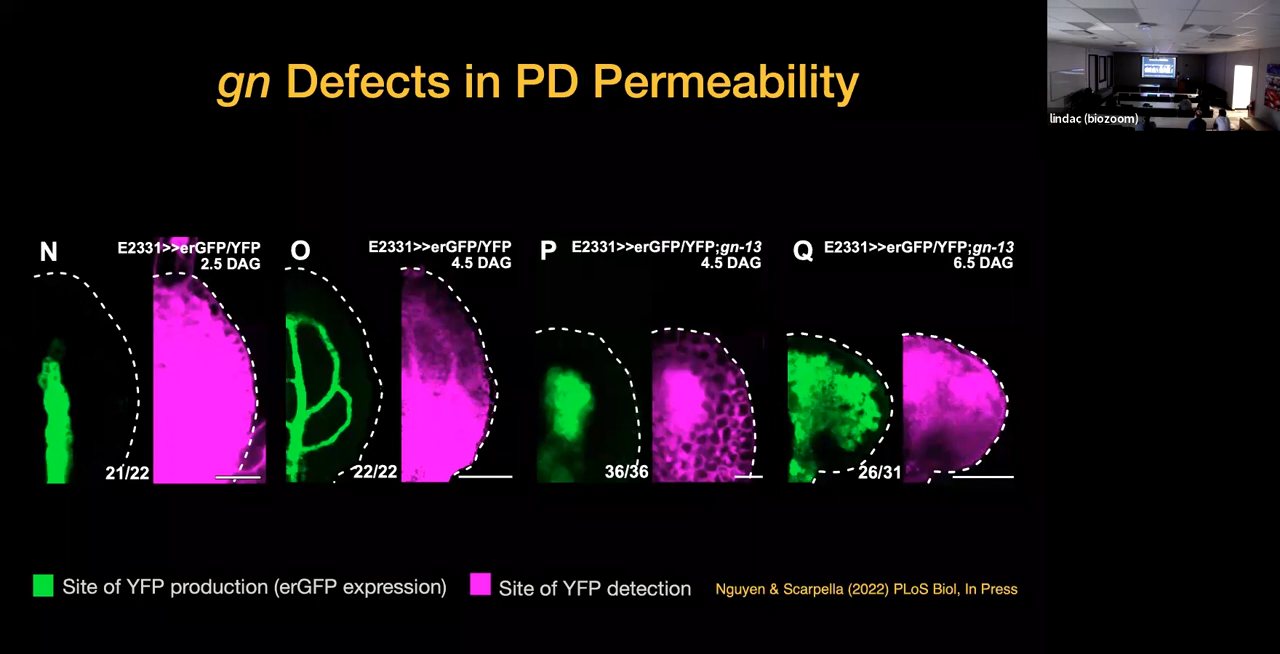 gn Defects in PD Permeability
lindac (biozoom)
N
E2331>>erGFP/YFP
2.5 DAG
21/22
O
E2331>>erGFP/YFP
4.5 DAG
22/22
P
E2331>>erGFP/YFP;gn-13
4.5 DAG
36/36
Q
E2331>>erGFP/YFP;gn-13
6.5 DAG
26/31
Site of YFP production (erGFP expression)
Site of YFP detection
Nguyen & Scarpella (2022) PLoS Biol, In Press